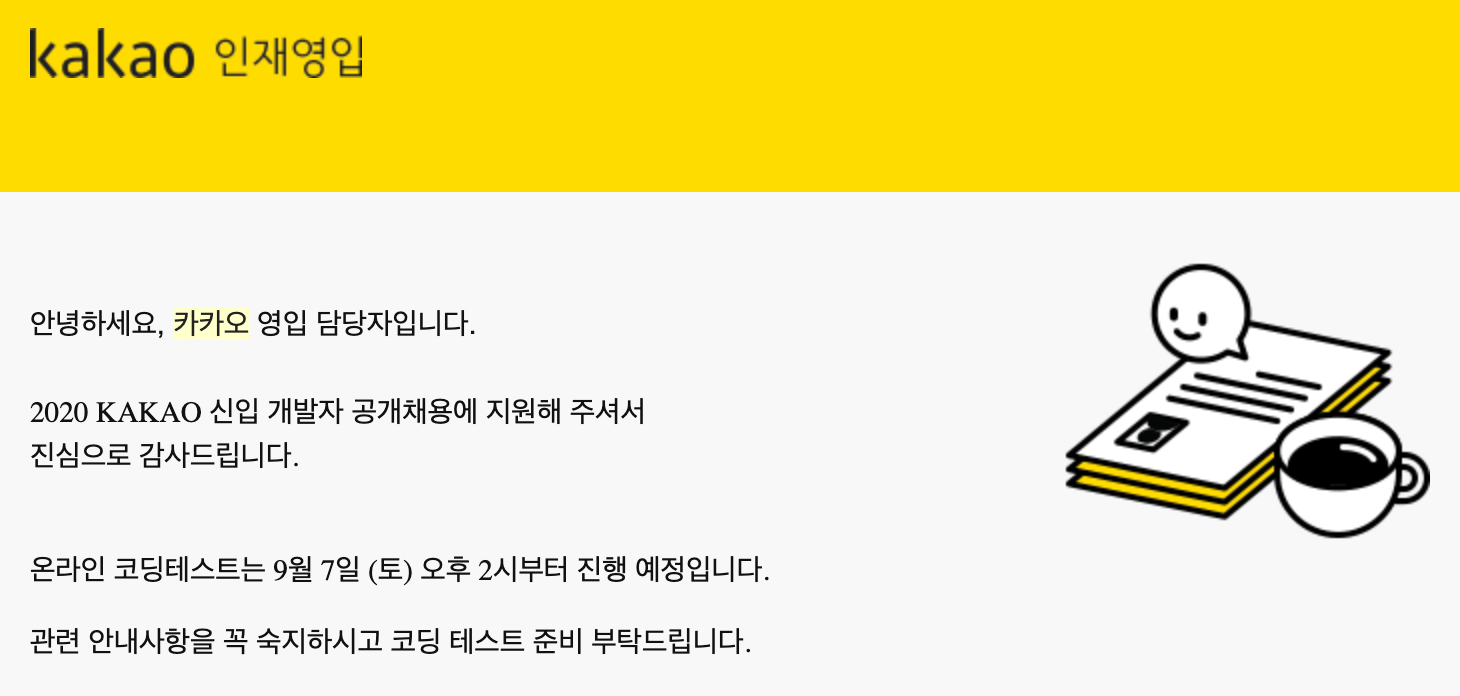 kakao 인재영입
안녕하세요, 카카오 영입 담당자입니다.
2020 KAKAO 신입 개발자 공개채용에 지원해 주셔서
진심으로 감사드립니다.
온라인 코딩테스트는 9월 7일 (토) 오후 2시부터 진행 예정입니다.
관련 안내사항을 꼭 숙지하시고 코딩 테스트 준비 부탁드립니다.